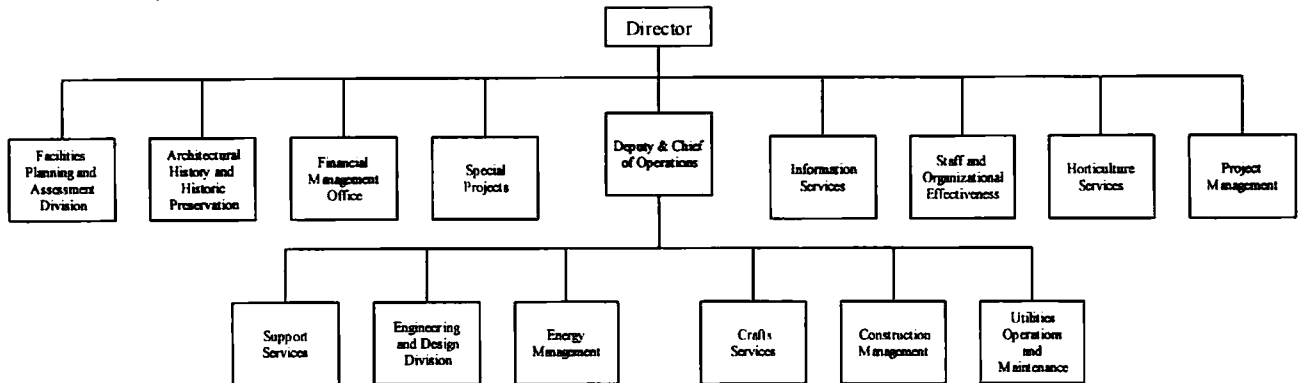 Director
Facilities
Planning and
Assessment
Division
Architectural
History and
Historic
Preservation
Financial
Management
Office
Special
Projects
Deputy & Chief
of Operations
Information
Services
Staff and
Organizational
Effectiveness
Horticulture
Services
Project
Management
Support
Services
Engineering
and Design
Division
Energy
Management
Crafts
Services
Construction
Management
Utilities
Operations
and
Maintenance